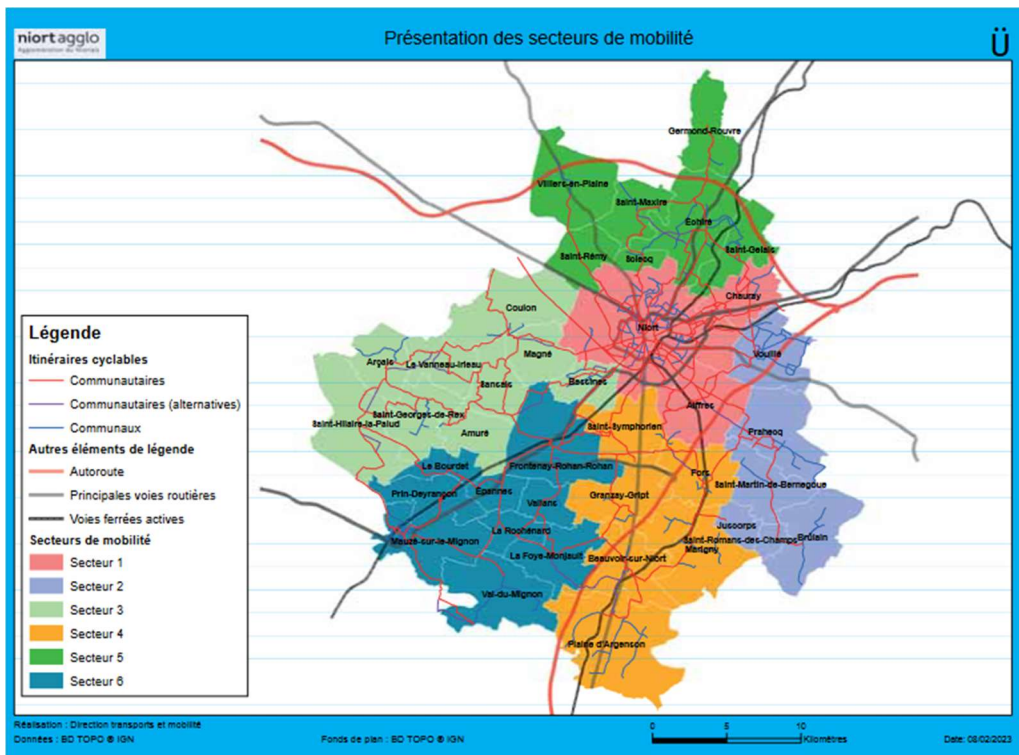 niortagglo
Agglomération du Niortais
Présentation des secteurs de mobilité
Ü
Germond-Rouvre
Villiers-en-Plaine
Saint-Maxire
Échiré
Saint-Gelais
Saint-Rémy
Sciecq
Chauray
Coulon
Niort
Magné
Vouillé
Arçais
Le Vanneau-Irleau
Sansais
Bessines
Aiffres
Saint-Georges-de-Rex
Saint-Hilaire-la-Palud
Amuré
Saint-Symphorien
Prahecq
Le Bourdet
Frontenay-Rohan-Rohan
Fors
Saint-Martin-de-Bernegoue
Prin-Deyrançon
Épannes
Granzay-Gript
Vallans
Juscorps
La Rochénard
Saint-Romans-des-Champs
Brûlain
Mauzé-sur-le-Mignon
La Foye-Monjault
Beauvoir-sur-Niort
Marigny
Val-du-Mignon
Plaine d'Argenson
Légende
Itinéraires cyclables
Communautaires
Communautaires (alternatives)
Communaux
Autres éléments de légende
Autoroute
Principales voies routières
Voies ferrées actives
Secteurs de mobilité
Secteur 1
Secteur 2
Secteur 3
Secteur 4
Secteur 5
Secteur 6
Réalisation : Direction transports et mobilité
Données : BD TOPO ® IGN
Fonds de plan : BD TOPO ® IGN
0 5 10
Kilomètres
Date: 08/02/2023